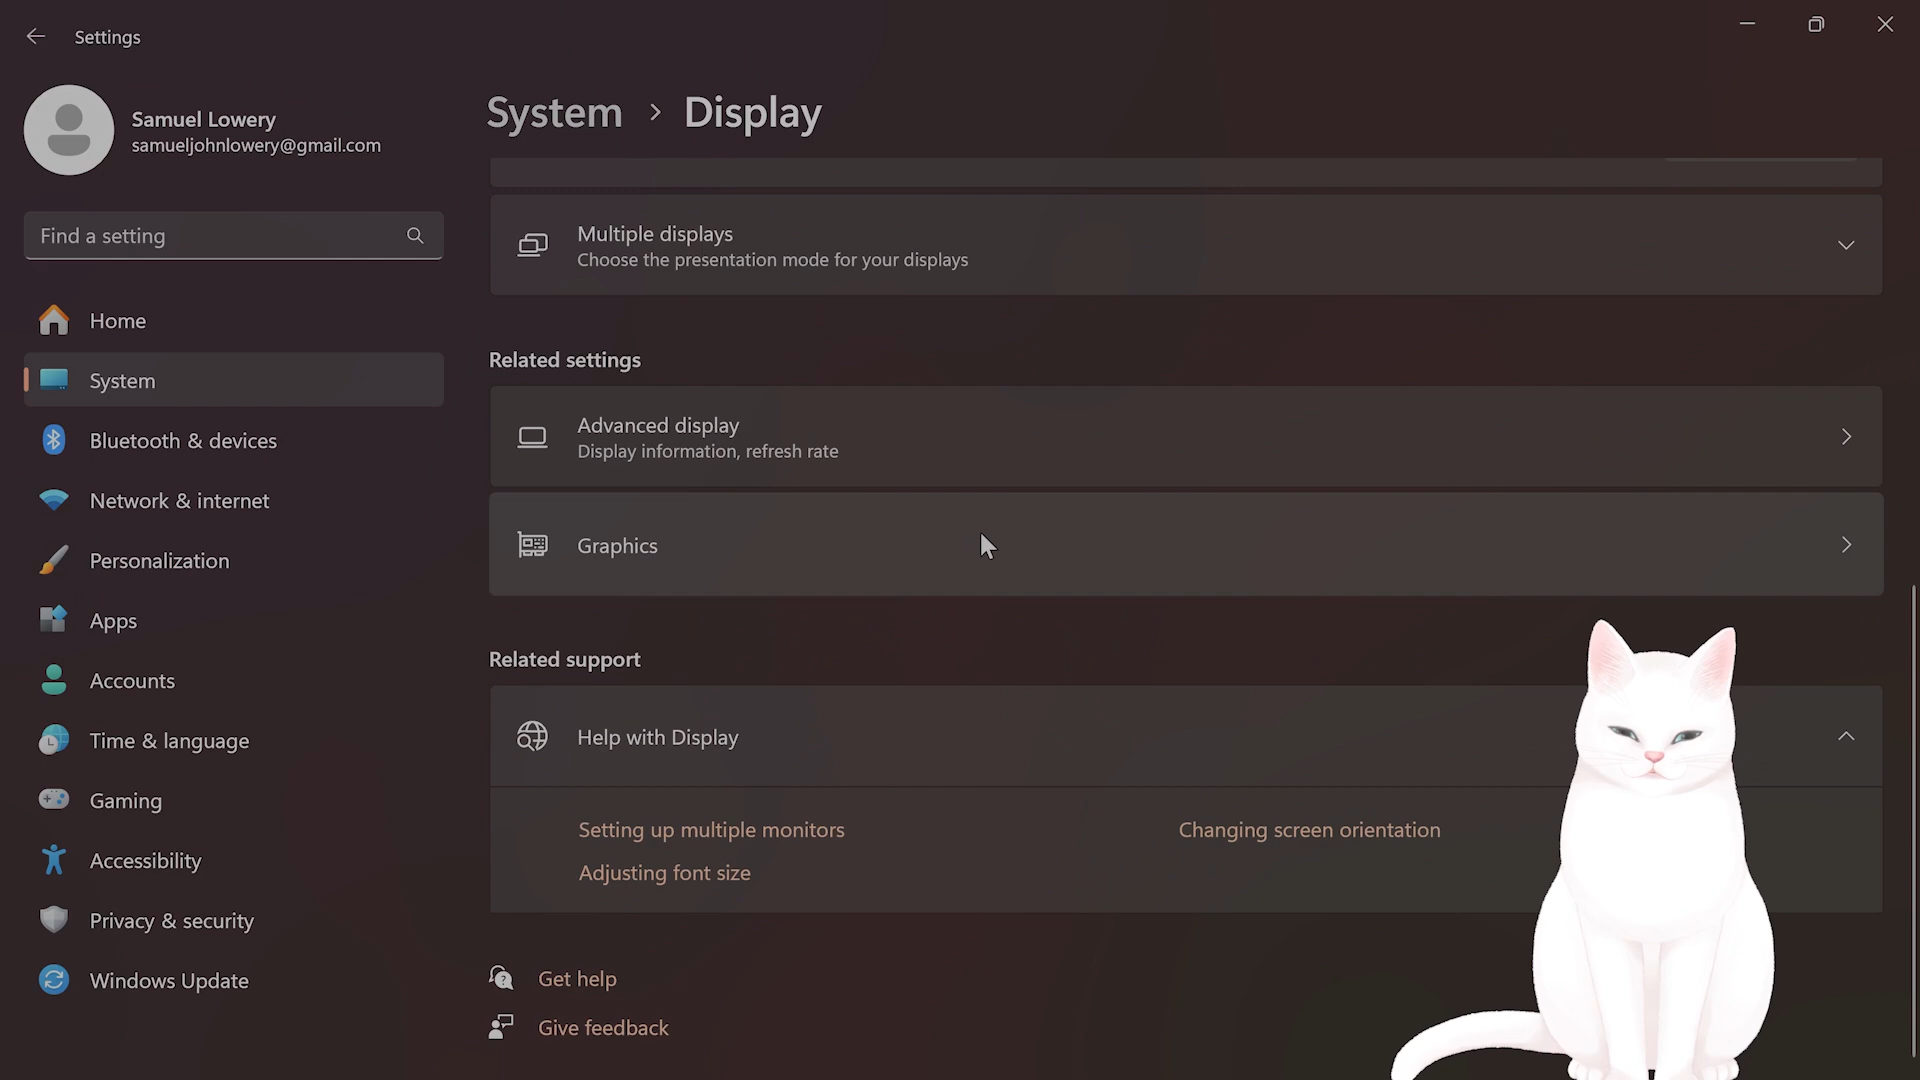 Settings
Samuel Lowery
samueljohnlowery@gmail.com
Find a setting
Home
System
Bluetooth & devices
Network & internet
Personalization
Apps
Accounts
Time & language
Gaming
Accessibility
Privacy & security
Windows Update
System > Display
Multiple displays
Choose the presentation mode for your displays
Related settings
Advanced display
Display information, refresh rate
Graphics
Related support
Help with Display
Setting up multiple monitors
Changing screen orientation
Adjusting font size
Get help
Give feedback